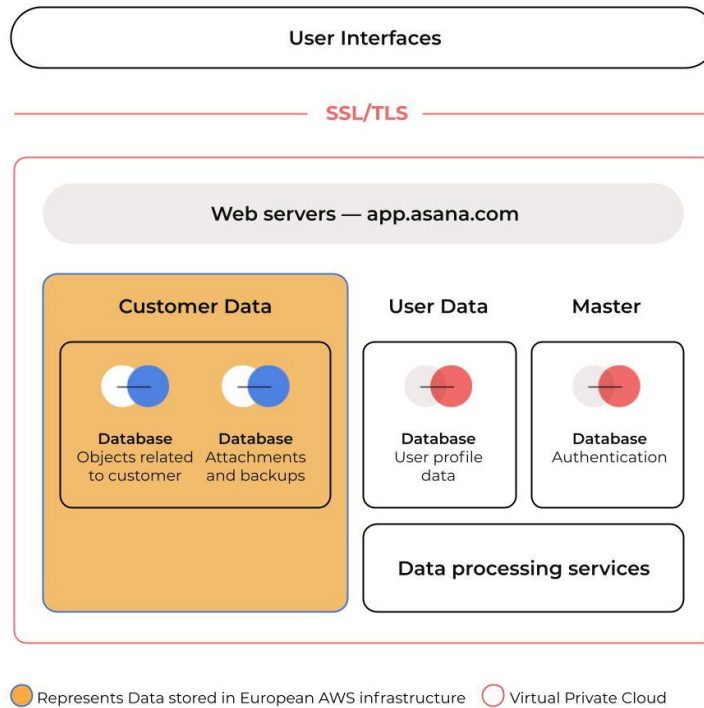 User Interfaces
SSL/TLS
Web servers — app.asana.com
Customer Data
User Data
Master
Database
Objects related
to customer
Database
Attachments
and backups
Database
User profile
data
Database
Authentication
Data processing services
Represents Data stored in European AWS infrastructure
Virtual Private Cloud